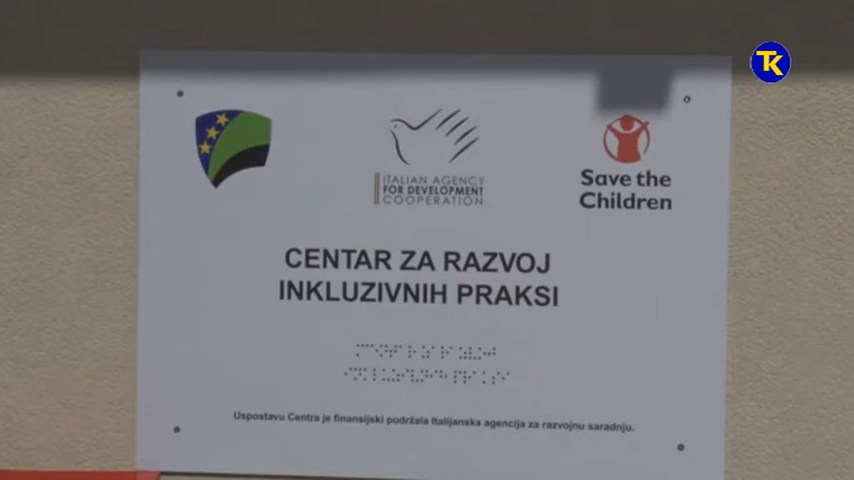 TK
ITALIAN AGENCY
FOR DEVELOPMENT
COOPERATION
Save the
Children
CENTAR ZA RAZVOJ
INKLUZIVNIH PRAKSI
Uspostavu Centra je finansijski podržala Italijanska agencija za razvojnu saradnju.